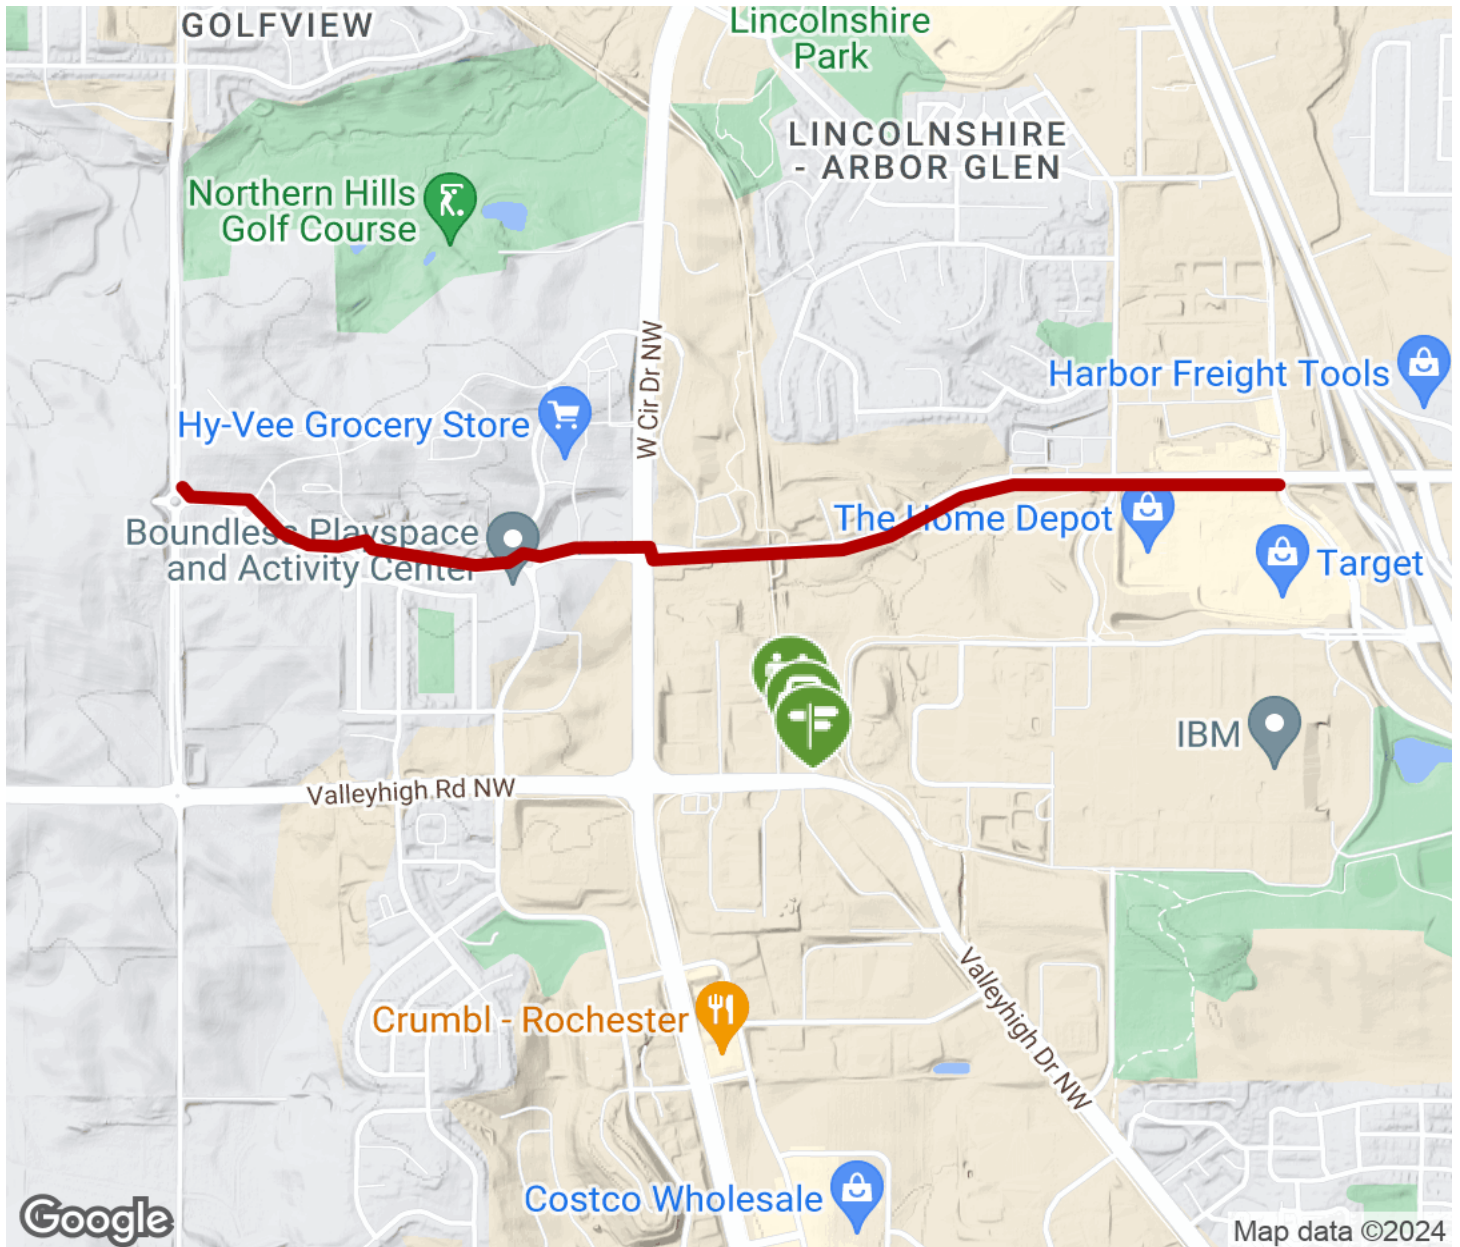 GOLFVIEW
Lincolnshire
Park
LINCOLNSHIRE
- ARBOR GLEN
Northern Hills
Golf Course
W Cir Dr NW
Harbor Freight Tools
Hy-Vee Grocery Store
The Home Depot
Boundless Playspace
and Activity Center
Target
IBM
Valleyhigh Rd NW
Valleyhigh Dr NW
Crumbl - Rochester
Costco Wholesale
Google
Map data ©2024